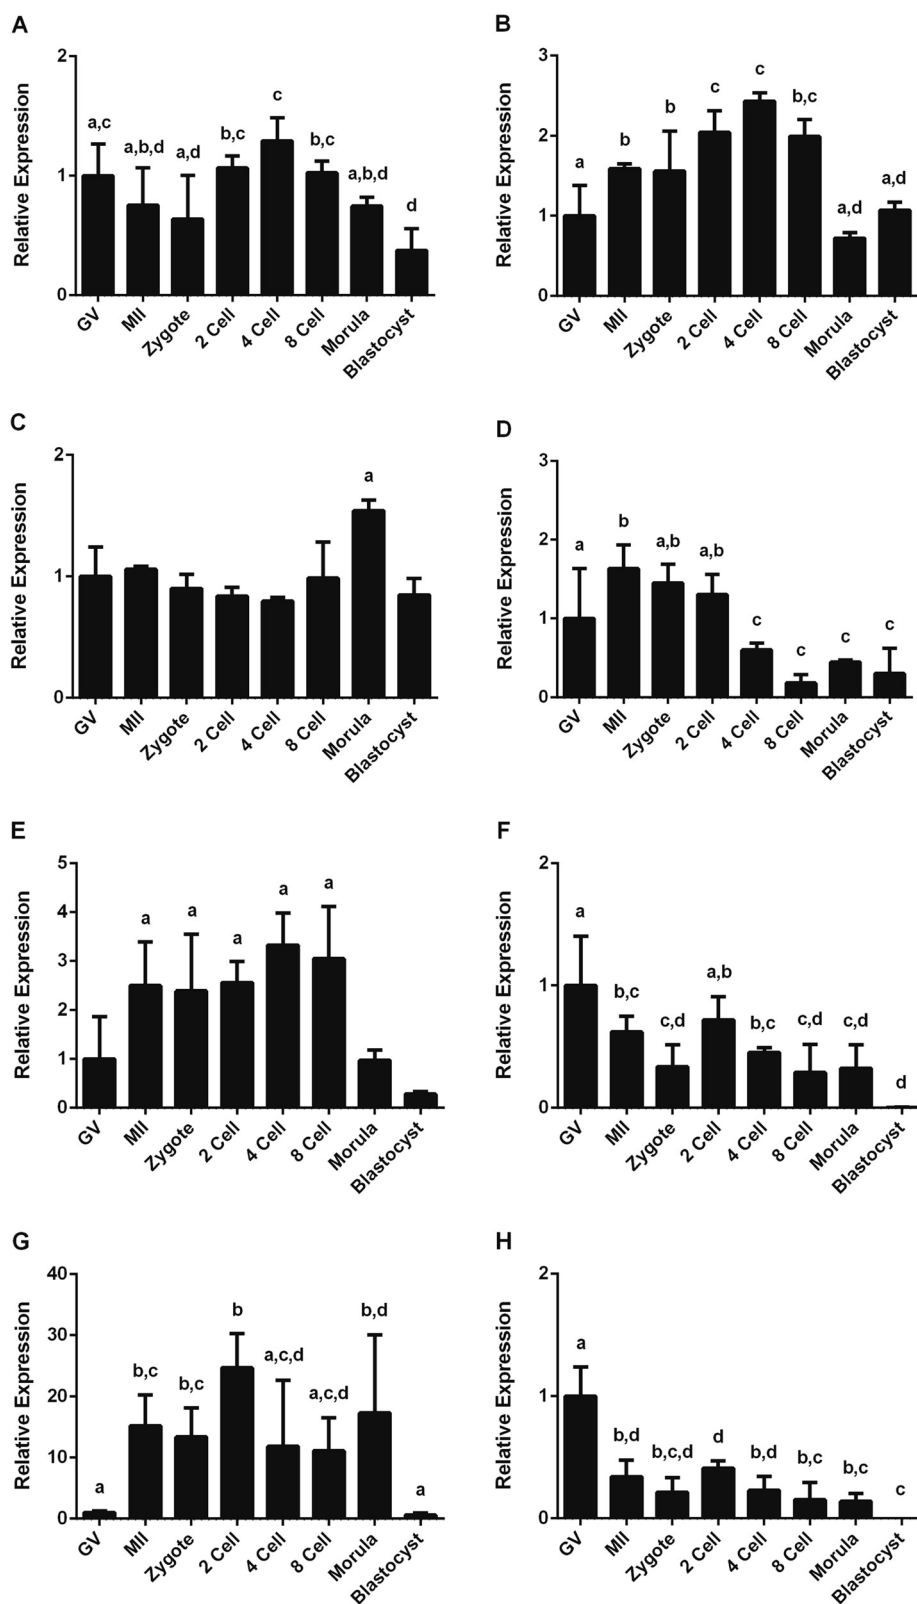 A
Relative Expression
2
1
0
a,c
a,b,d
a,d
b,c
c
b,c
a,b,d
d
GV
MII
Zygote
2 Cell
4 Cell
8 Cell
Morula
Blastocyst
B
Relative Expression
3
2
1
0
a
b
b
c
c
b,c
a,d
a,d
GV
MII
Zygote
2 Cell
4 Cell
8 Cell
Morula
Blastocyst
C
Relative Expression
2
1
0
a
GV
MII
Zygote
2 Cell
4 Cell
8 Cell
Morula
Blastocyst
D
Relative Expression
3
2
1
0
a
b
a,b
a,b
c
c
c
c
GV
MII
Zygote
2 Cell
4 Cell
8 Cell
Morula
Blastocyst
E
Relative Expression
5
4
3
2
1
0
a
a
a
a
a
GV
MII
Zygote
2 Cell
4 Cell
8 Cell
Morula
Blastocyst
F
Relative Expression
2
1
0
a
b,c
c,d
a,b
b,c
c,d
c,d
d
GV
MII
Zygote
2 Cell
4 Cell
8 Cell
Morula
Blastocyst
G
Relative Expression
40
30
20
10
0
a
b,c
b,c
b
a,c,d
a,c,d
b,d
a
GV
MII
Zygote
2 Cell
4 Cell
8 Cell
Morula
Blastocyst
H
Relative Expression
2
1
0
a
b,d
b,c,d
d
b,d
b,c
b,c
c
GV
MII
Zygote
2 Cell
4 Cell
8 Cell
Morula
Blastocyst